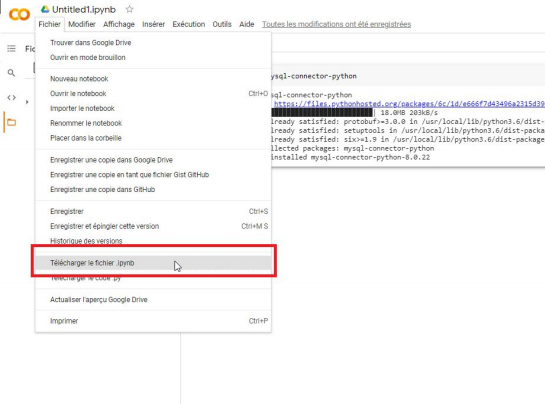 Untitled1.ipynb
Fichier Modifier Affichage Insérer Exécution Outils Aide Toutes les modifications ont été enregistrées
Trouver dans Google Drive
Ouvrir en mode brouillon
Nouveau notebook
Ouvrir le notebook Ctrl+O
Importer le notebook
Renommer le notebook
Placer dans la corbeille
Enregistrer une copie dans Google Drive
Enregistrer une copie en tant que fichier Gist GitHub
Enregistrer une copie dans GitHub
Enregistrer Ctrl+S
Enregistrer et épingler cette version Ctrl+M S
Historique des versions
Télécharger le fichier .ipynb
Télécharger le code .py
Actualiser l'aperçu Google Drive
Imprimer Ctrl+P
ysql-connector-python
sql-connector-python
https://files.pythonhosted.org/packages/6c/1d/e666f7d43496a2315d39
18.0MB 203kB/s
lready satisfied: protobuf>=3.0.0 in /usr/local/lib/python3.6/dist-
lready satisfied: setuptools in /usr/local/lib/python3.6/dist-packa
lready satisfied: six>=1.9 in /usr/local/lib/python3.6/dist-package
llected packages: mysql-connector-python
installed mysql-connector-python-8.0.22